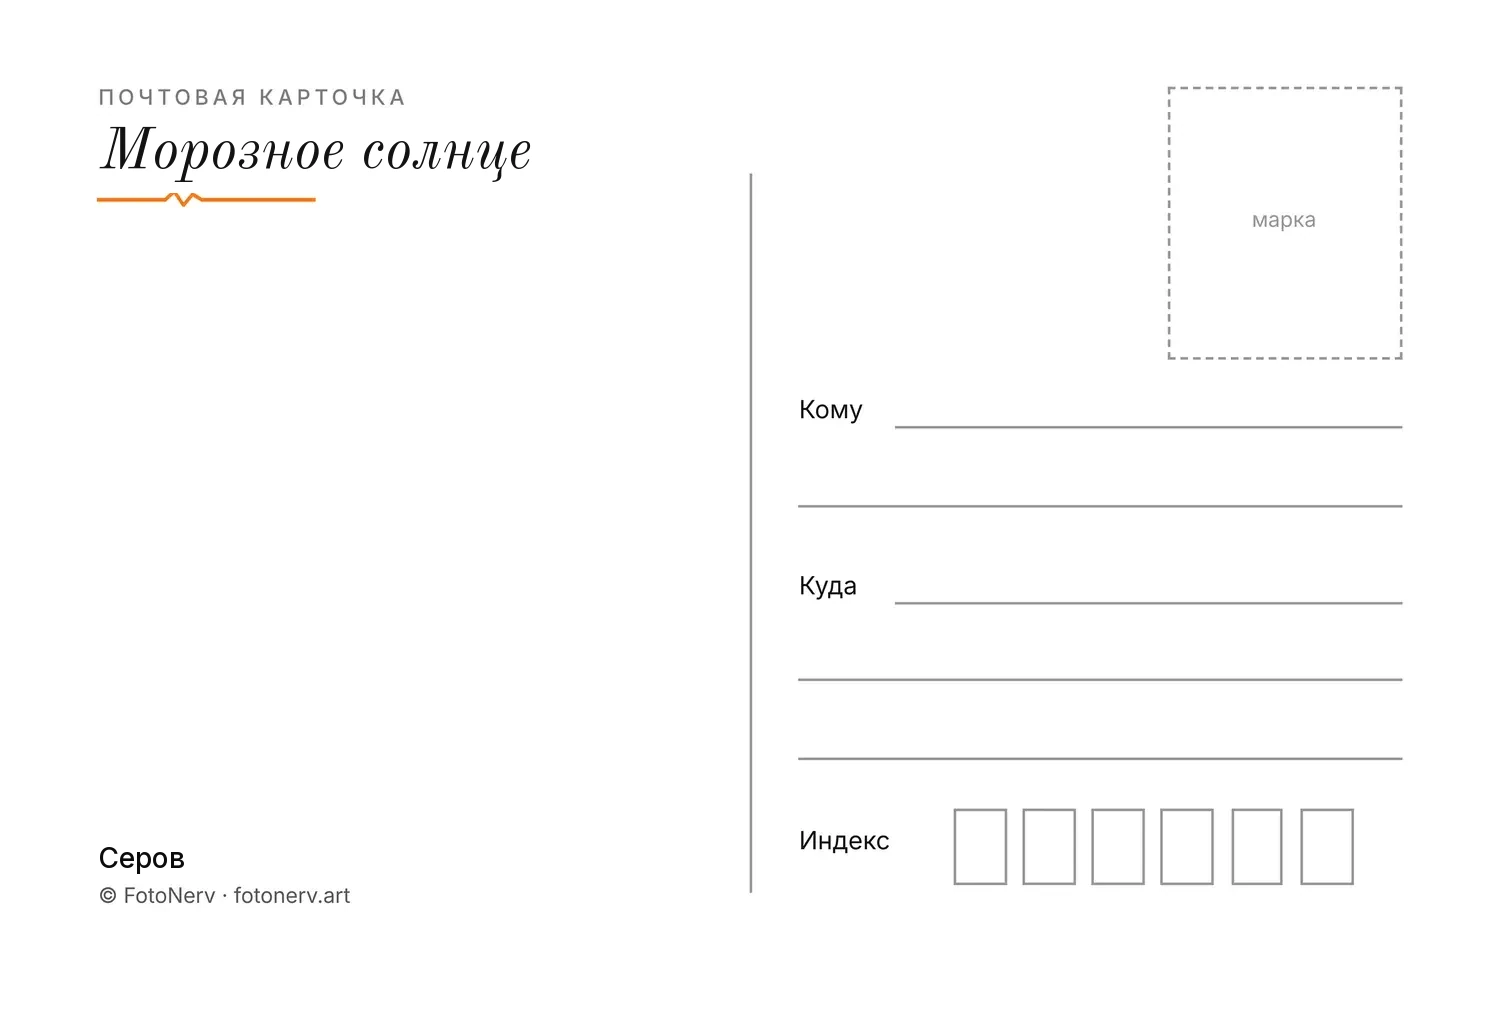 ПОЧТОВАЯ КАРТОЧКА
Морозное солнце
марка
Кому
Куда
Индекс
Серов
© FotoNerv · fotonerv.art